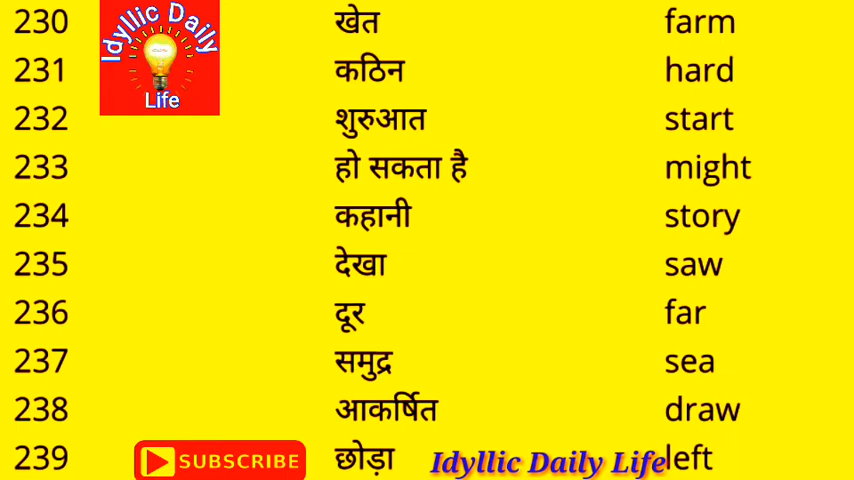 230 खेत farm
Idyllic Daily
Life
231 कठिन hard
232 शुरुआत start
233 हो सकता है might
234 कहानी story
235 देखा saw
236 दूर far
237 समुद्र sea
238 आकर्षित draw
239 छोड़ा left
SUBSCRIBE
Idyllic Daily Life